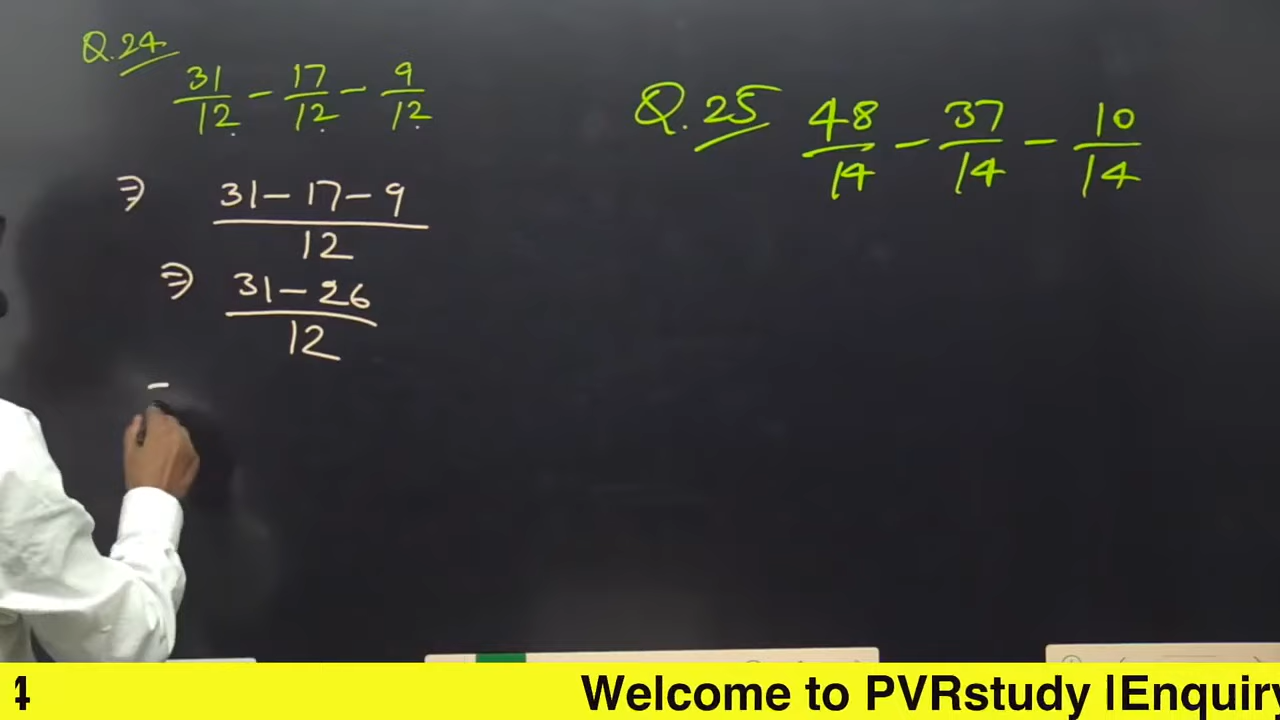 Q.24
31/12 - 17/12 - 9/12
⇒ 31 - 17 - 9 / 12
⇒ 31 - 26 / 12
-
Q.25 48/14 - 37/14 - 10/14
Welcome to PVRstudy |Enquiry